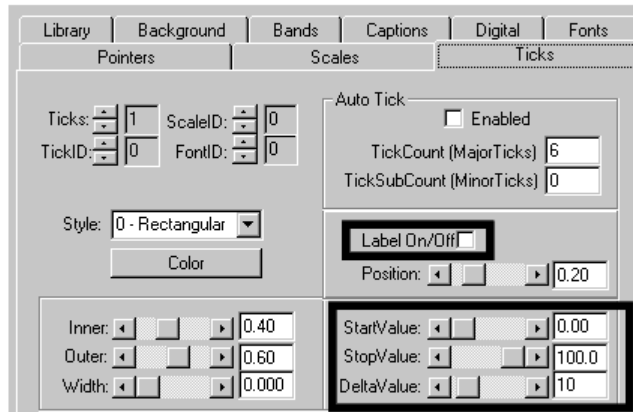 Library Background Bands Captions Digital Fonts
Pointers Scales Ticks
Ticks: 1 ScaleID: 0
TickID: 0 FontID: 0
Auto Tick
Enabled
TickCount (MajorTicks) 6
TickSubCount (MinorTicks) 0
Style: 0 - Rectangular
Color
Label On/Off
Position: 0.20
Inner: 0.40
Outer: 0.60
Width: 0.000
StartValue: 0.00
StopValue: 100.0
DeltaValue: 10